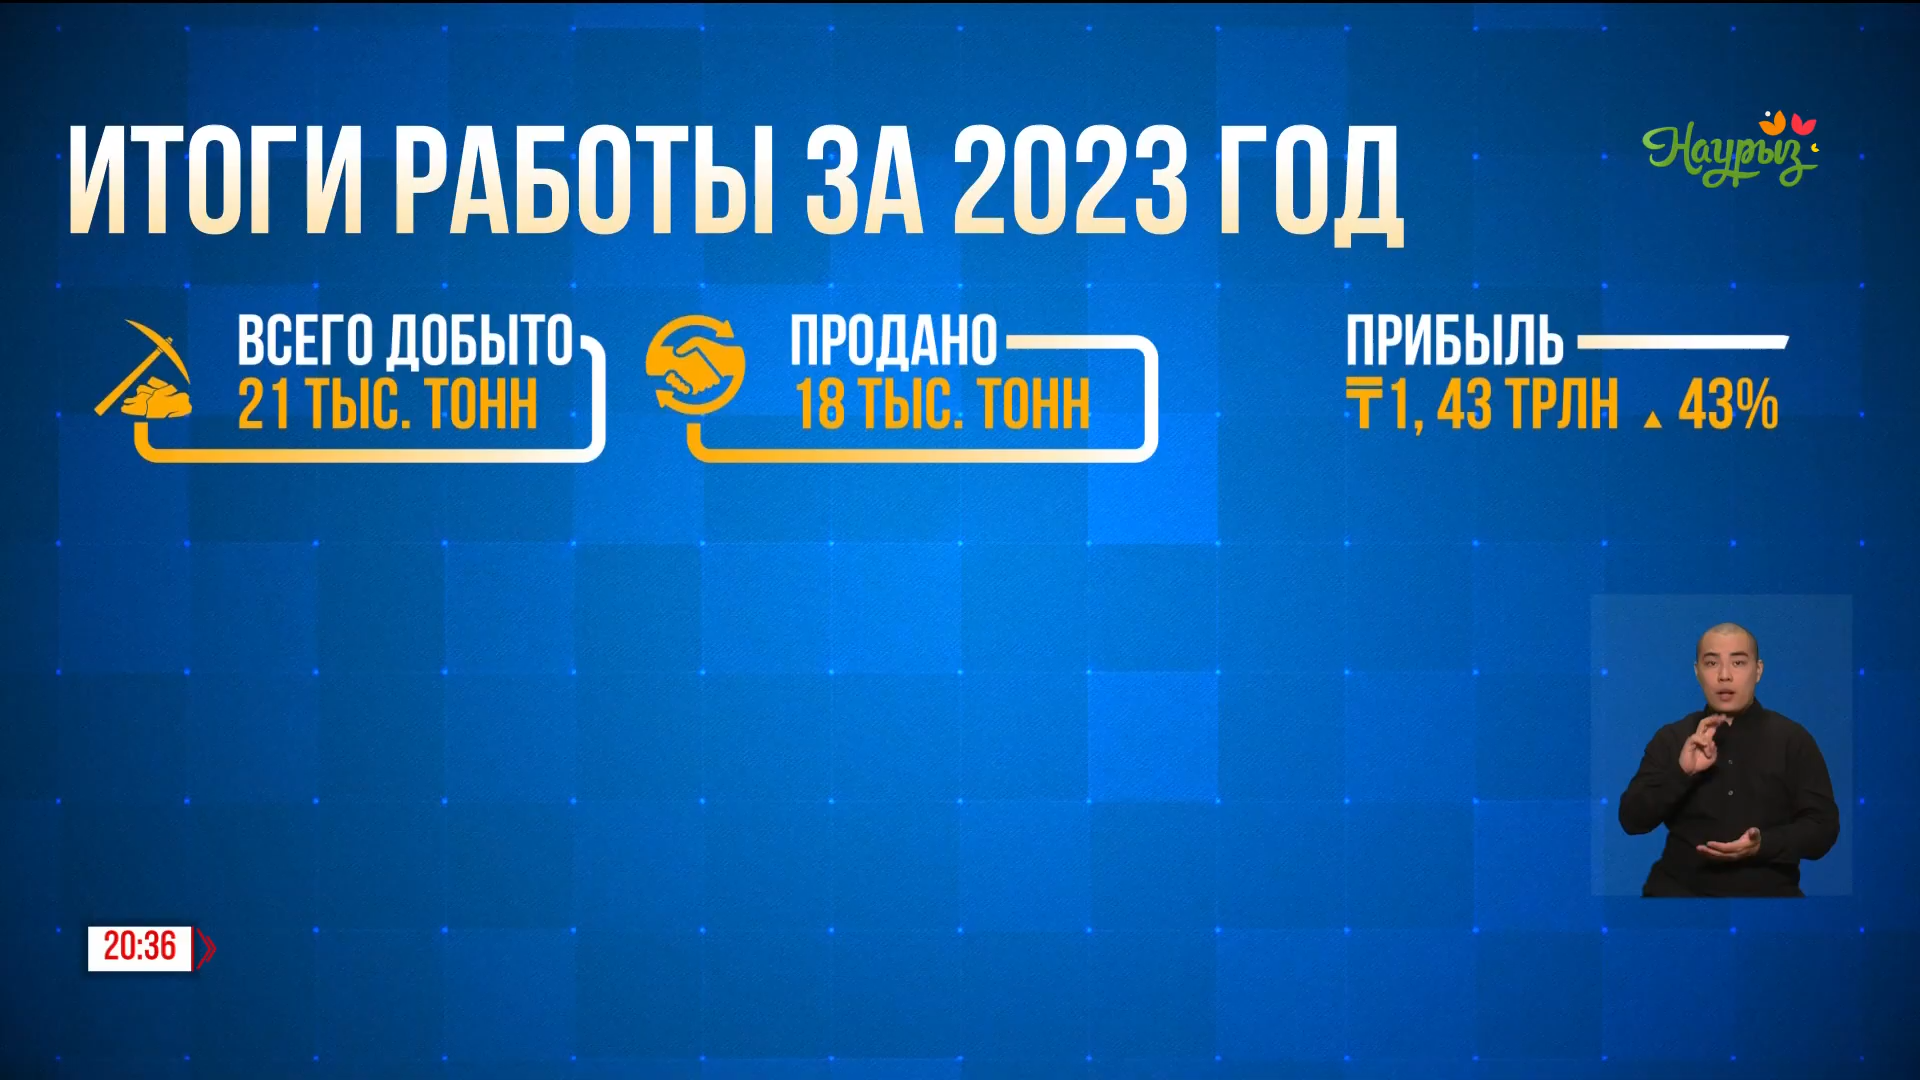 ИТОГИ РАБОТЫ ЗА 2023 ГОД
Наурыз
ВСЕГО ДОБЫТО
21 ТЫС. ТОНН
ПРОДАНО
18 ТЫС. ТОНН
ПРИБЫЛЬ
₸1, 43 ТРЛН ▲ 43%
20:36